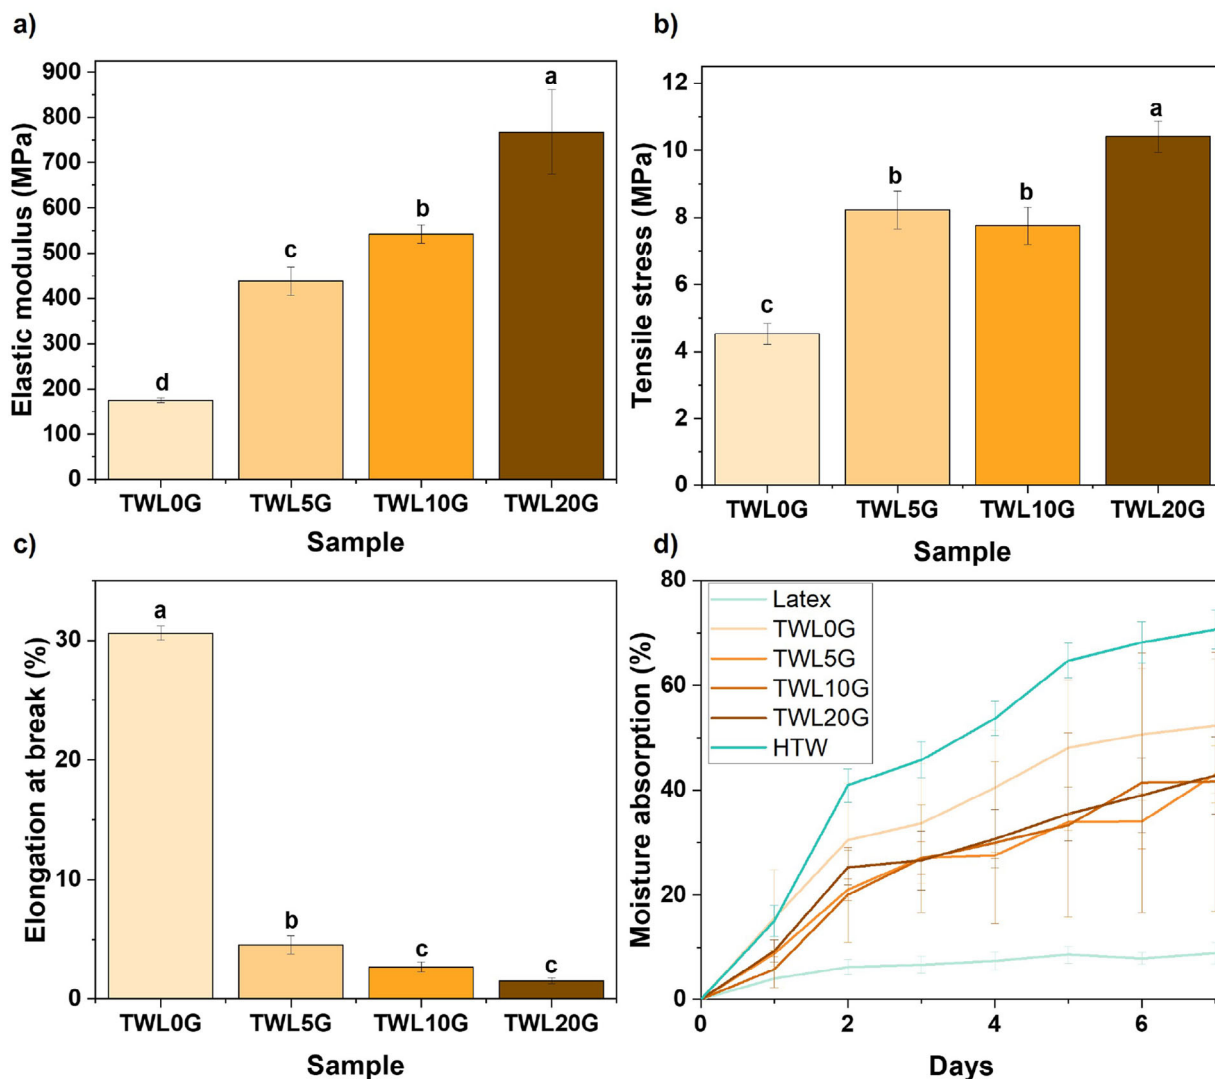 a)
Elastic modulus (MPa)
900
800
700
600
500
400
300
200
100
0
d
c
b
a
TWL0G TWL5G TWL10G TWL20G
Sample
b)
Tensile stress (MPa)
12
10
8
6
4
2
0
c
b
b
a
TWL0G TWL5G TWL10G TWL20G
Sample
c)
Elongation at break (%)
30
20
10
0
a
b
c
c
TWL0G TWL5G TWL10G TWL20G
Sample
d)
Moisture absorption (%)
80
60
40
20
0
Latex
TWL0G
TWL5G
TWL10G
TWL20G
HTW
0 2 4 6
Days